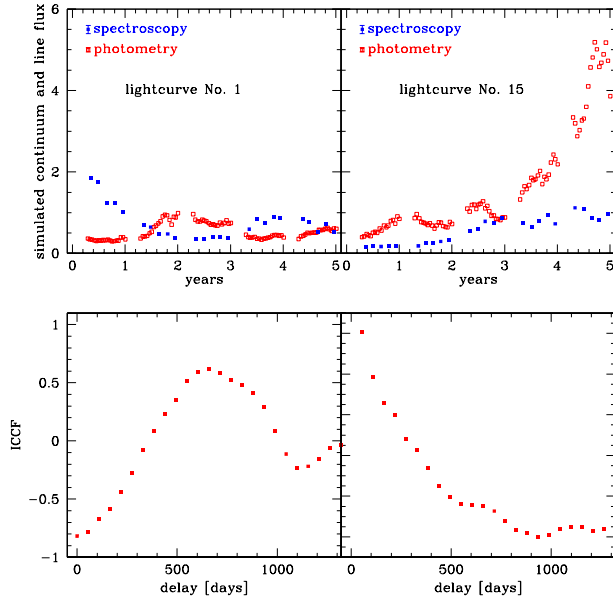 simulated continuum and line flux
6
4
2
0
spectroscopy
photometry
lightcurve No. 1
spectroscopy
photometry
lightcurve No. 15
0 1 2 3 4 5 0 1 2 3 4 5
years
years
ICCF
1
0.5
0
−0.5
−1
0 500 1000 0 500 1000
delay [days]
delay [days]